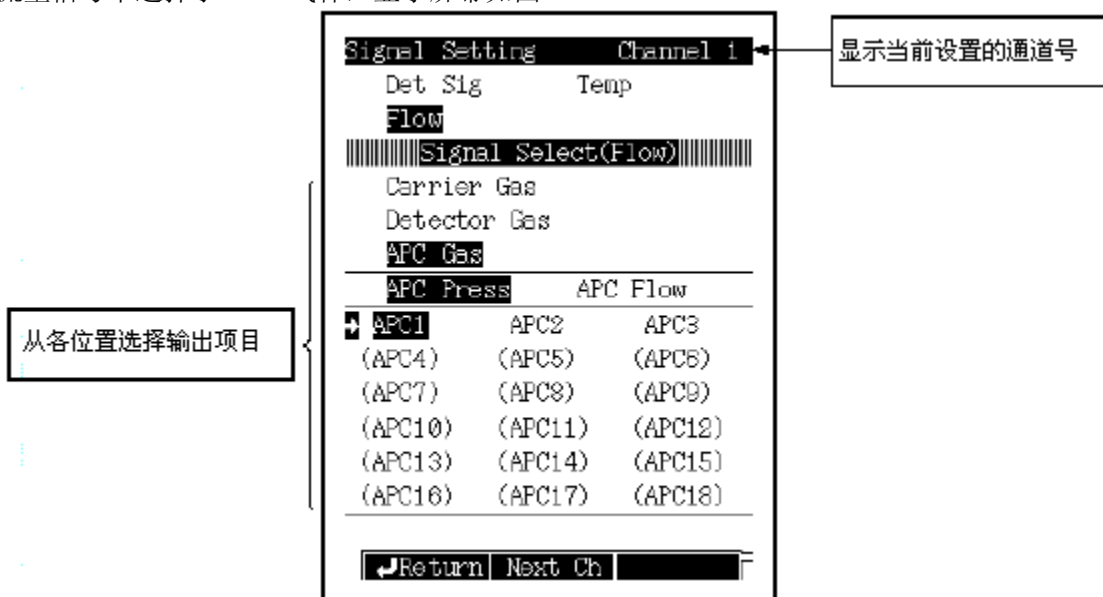 Signal Setting Channel 1
显示当前设置的通道号
Det Sig Temp
Flow
Signal Select(Flow)
Carrier Gas
Detector Gas
APC Gas
APC Press APC Flow
从各位置选择输出项目
APC1 APC2 APC3
(APC4) (APC5) (APC6)
(APC7) (APC8) (APC9)
(APC10) (APC11) (APC12)
(APC13) (APC14) (APC15)
(APC16) (APC17) (APC18)
Return Next Ch